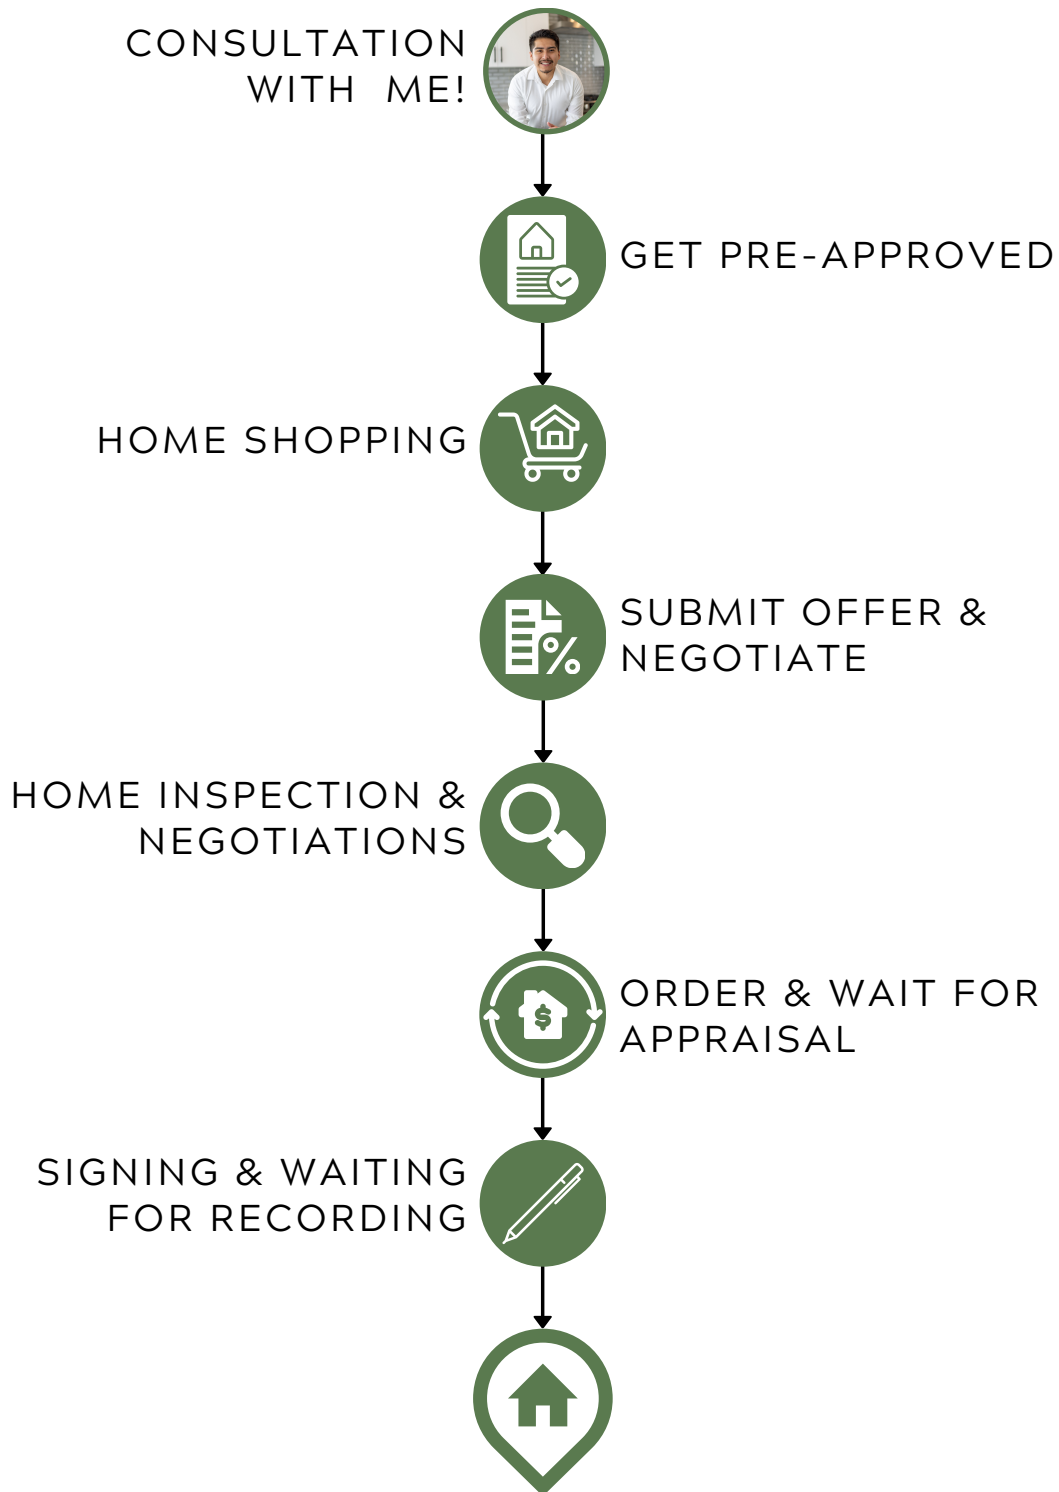 CONSULTATION
WITH ME!
GET PRE-APPROVED
HOME SHOPPING
SUBMIT OFFER &
NEGOTIATE
HOME INSPECTION &
NEGOTIATIONS
ORDER & WAIT FOR
APPRAISAL
SIGNING & WAITING
FOR RECORDING